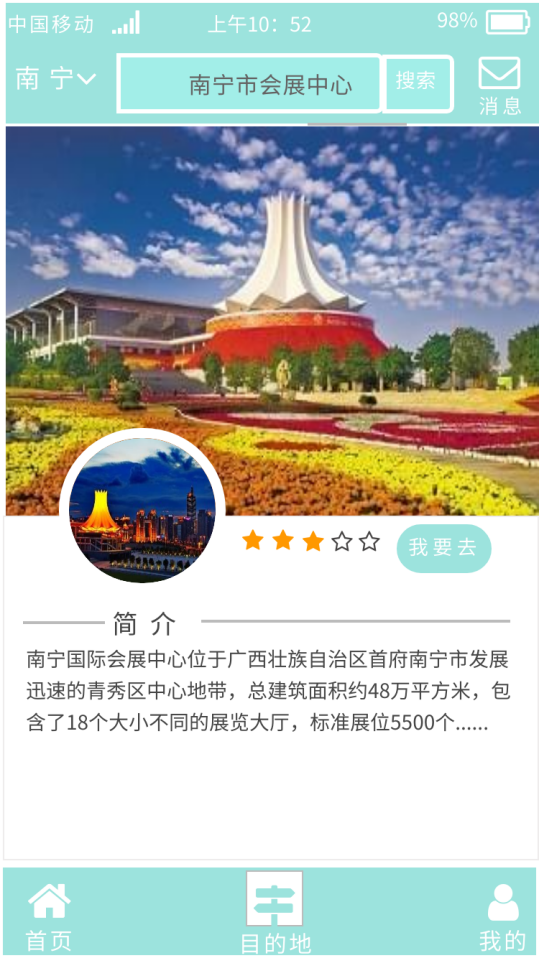 中国移动 上午10：52 98%
南宁 南宁市会展中心 搜索 消息
我要去
简介
南宁国际会展中心位于广西壮族自治区首府南宁市发展
迅速的青秀区中心地带，总建筑面积约48万平方米，包
含了18个大小不同的展览大厅，标准展位5500个......
首页 目的地 我的